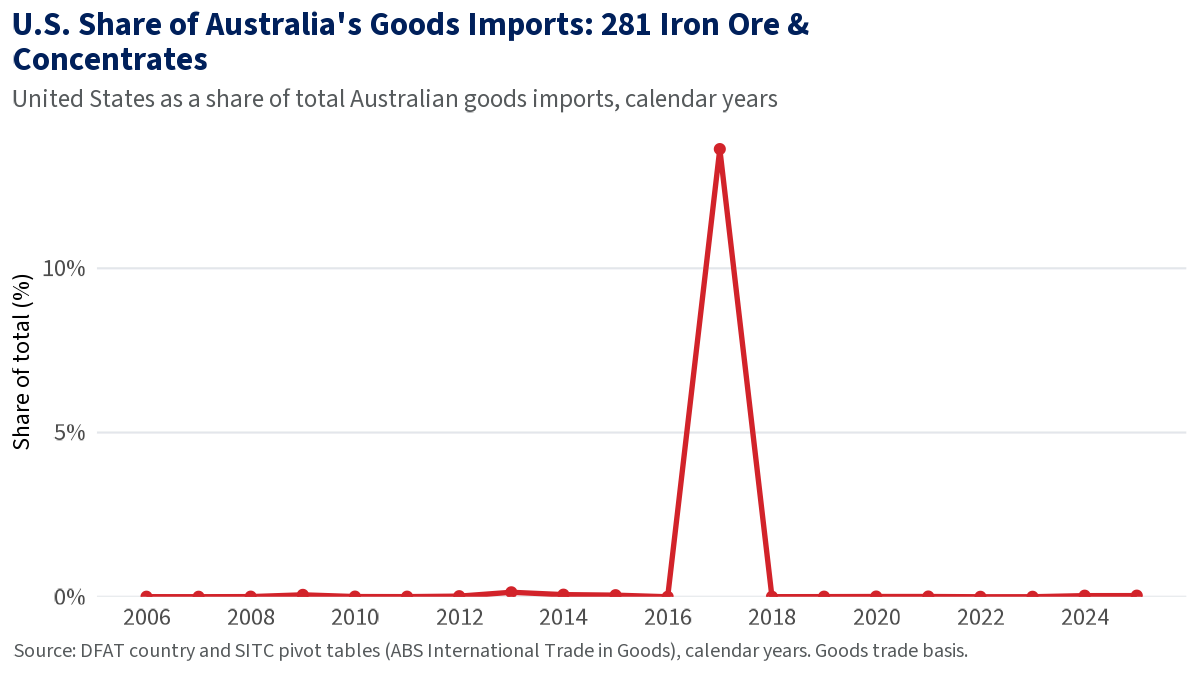 U.S. Share of Australia's Goods Imports: 281 Iron Ore &
Concentrates
United States as a share of total Australian goods imports, calendar years
Share of total (%)
10%
5%
0%
2006 2008 2010 2012 2014 2016 2018 2020 2022 2024
Source: DFAT country and SITC pivot tables (ABS International Trade in Goods), calendar years. Goods trade basis.